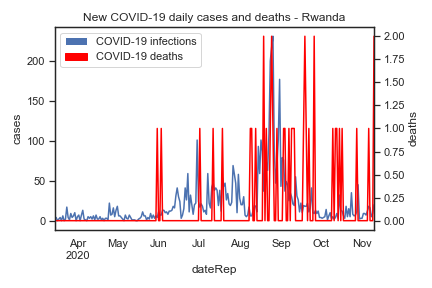 New COVID-19 daily cases and deaths - Rwanda
COVID-19 infections
COVID-19 deaths
200
150
100
50
0
cases
2.00
1.75
1.50
1.25
1.00
0.75
0.50
0.25
0.00
deaths
Apr May Jun Jul Aug Sep Oct Nov
2020
dateRep